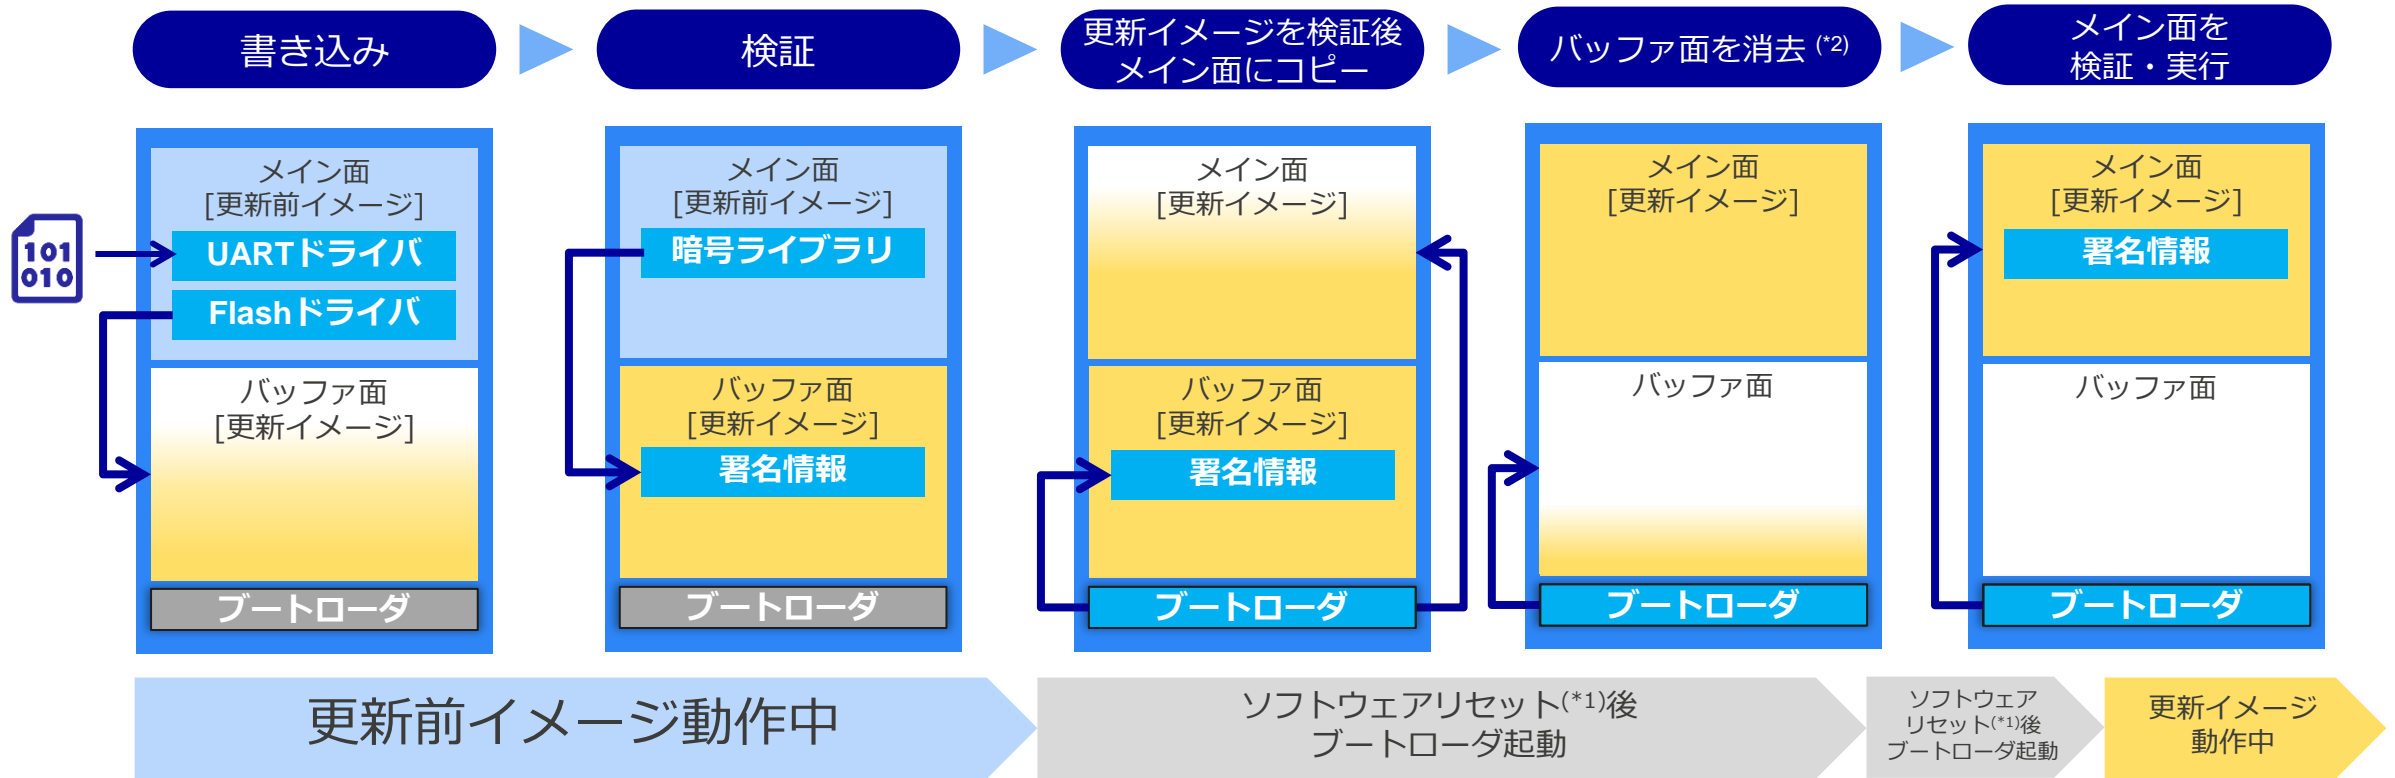 書き込み
検証
更新イメージを検証後
メイン面にコピー
バッファ面を消去 (*2)
メイン面を
検証・実行
101
010
メイン面
[更新前イメージ]
UARTドライバ
Flashドライバ
バッファ面
[更新イメージ]
ブートローダ
メイン面
[更新前イメージ]
暗号ライブラリ
バッファ面
[更新イメージ]
署名情報
ブートローダ
メイン面
[更新イメージ]
バッファ面
[更新イメージ]
署名情報
ブートローダ
メイン面
[更新イメージ]
バッファ面
ブートローダ
メイン面
[更新イメージ]
署名情報
バッファ面
ブートローダ
更新前イメージ動作中
ソフトウェアリセット(*1)後
ブートローダ起動
ソフトウェア
リセット(*1)後
ブートローダ起動
更新イメージ
動作中